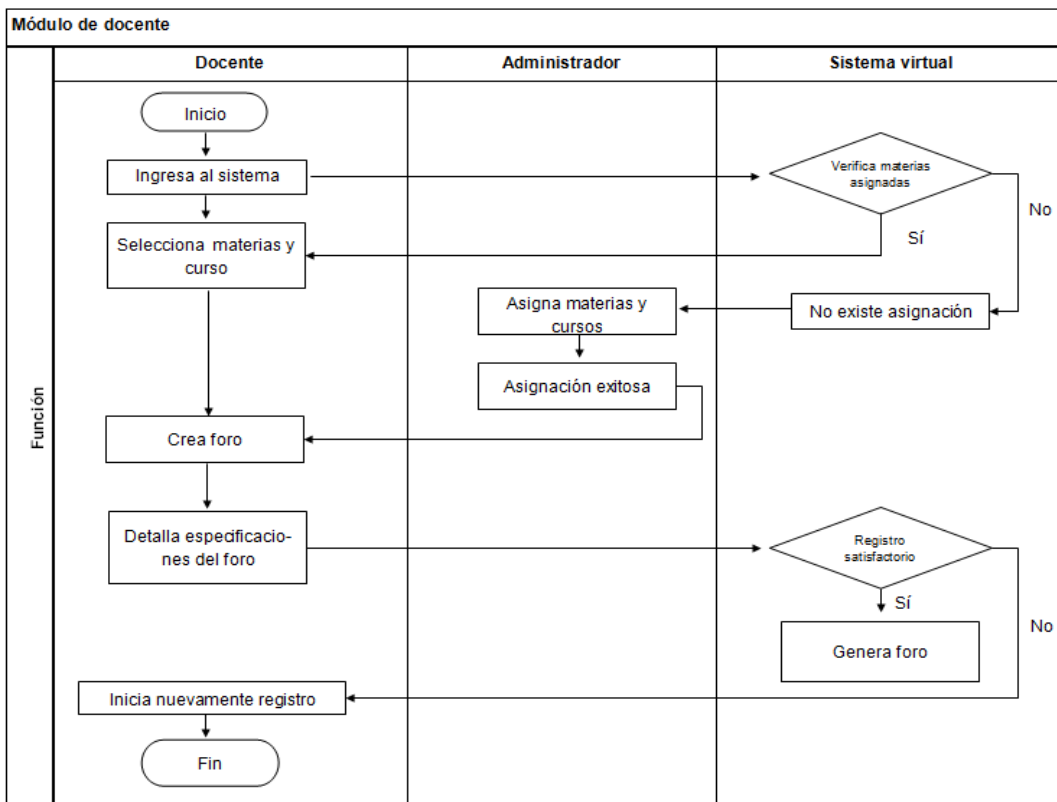 Módulo de docente
Docente
Administrador
Sistema virtual
Función
Inicio
Ingresa al sistema
Verifica materias
asignadas
No
Sí
Selecciona materias y
curso
Asigna materias y
cursos
No existe asignación
Asignación exitosa
Crea foro
Detalla especificacio-
nes del foro
Registro
satisfactorio
Sí
No
Genera foro
Inicia nuevamente registro
Fin